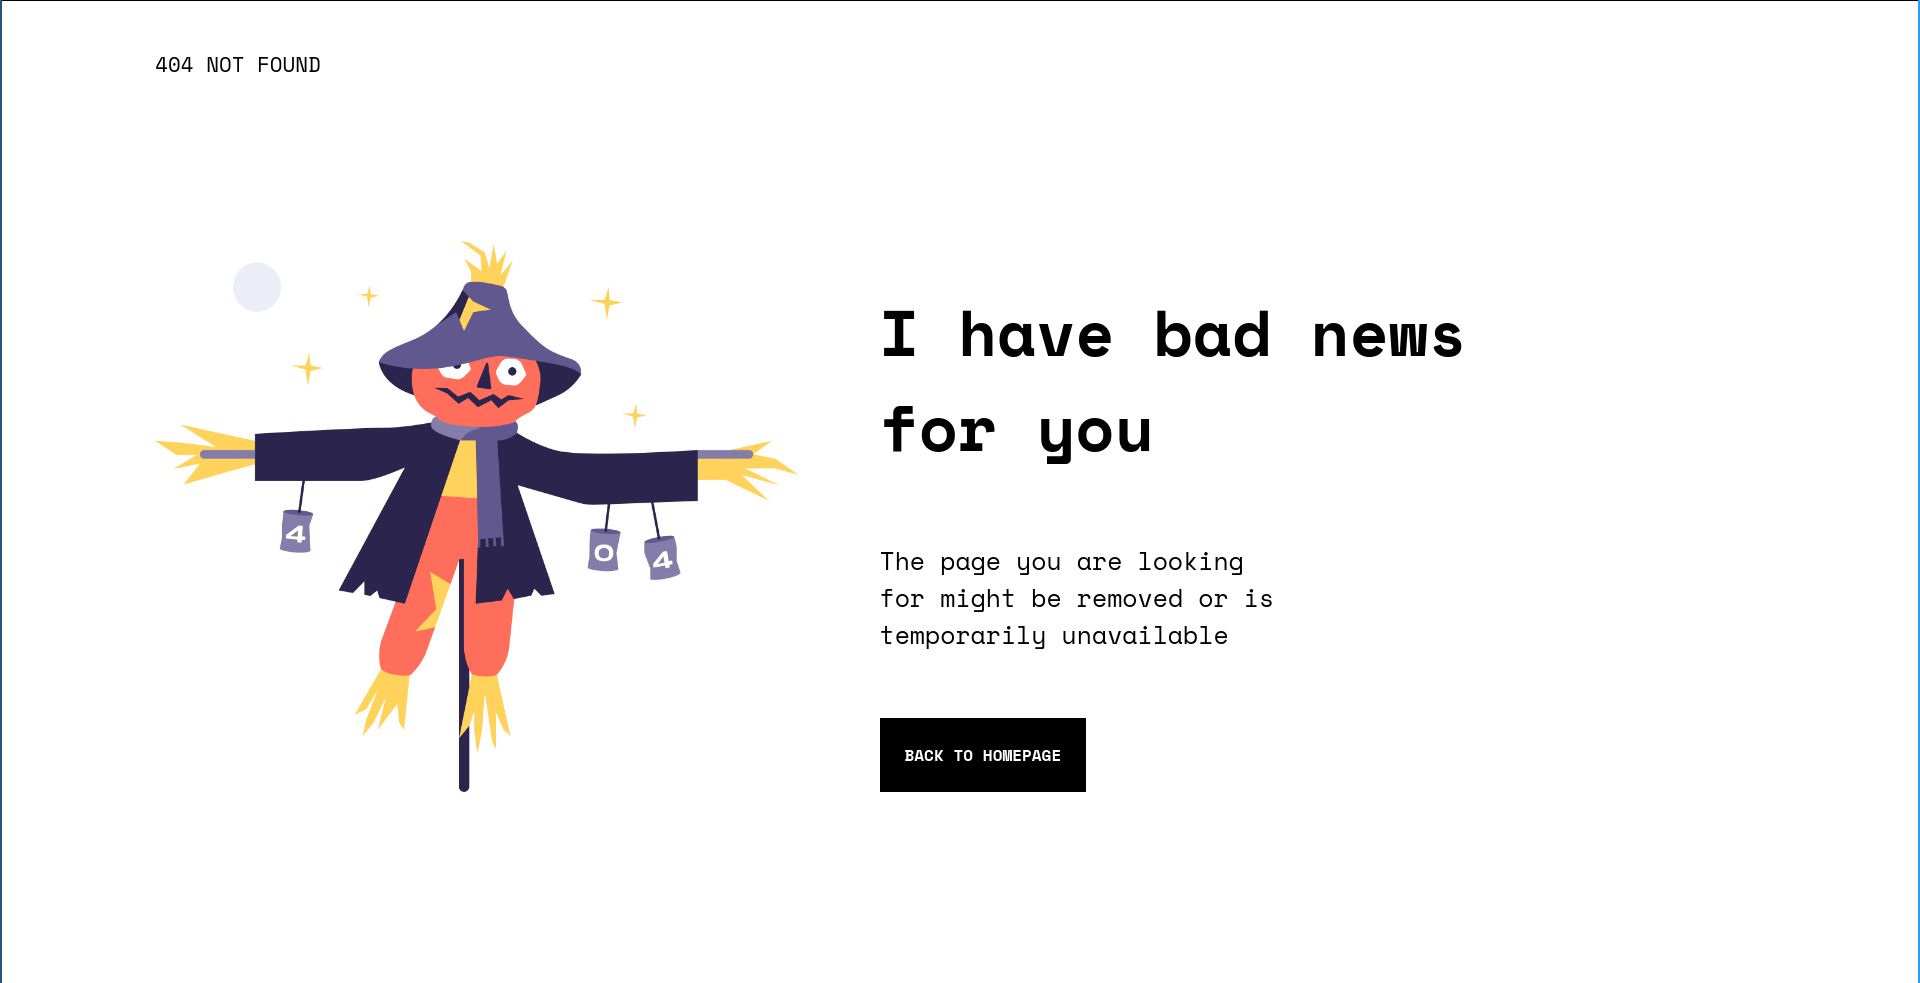 404 NOT FOUND
4
0
4
I have bad news
for you
The page you are looking
for might be removed or is
temporarily unavailable
BACK TO HOMEPAGE